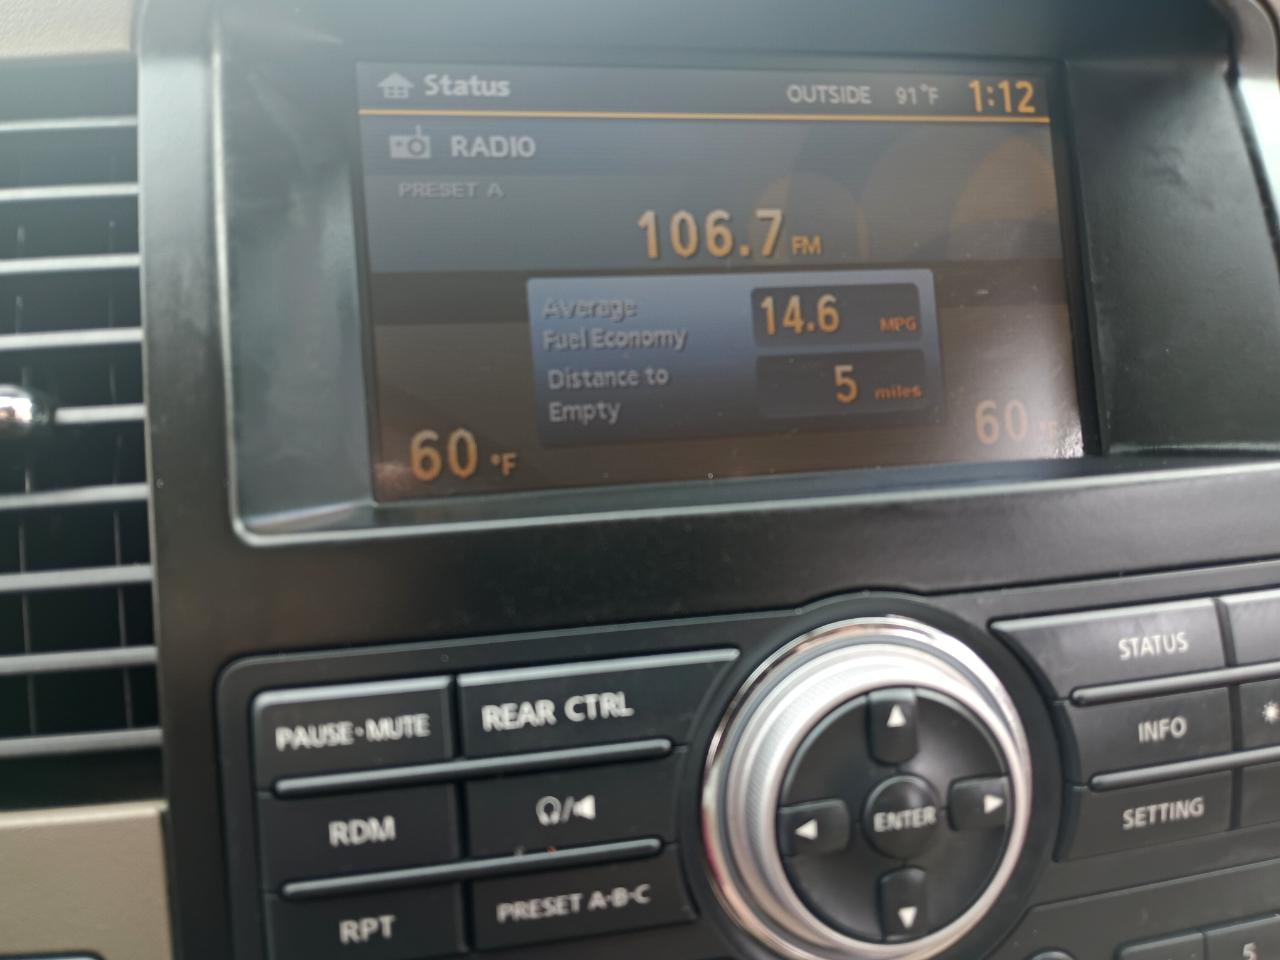 Status OUTSIDE 91°F 1:12
RADIO
PRESET A
106.7 FM
Average
Fuel Economy 14.6 MPG
Distance to
Empty 5 miles
60 °F 60 °F
PAUSE·MUTE REAR CTRL STATUS
RDM INFO
SETTING
ENTER
RPT PRESET A·B·C
5